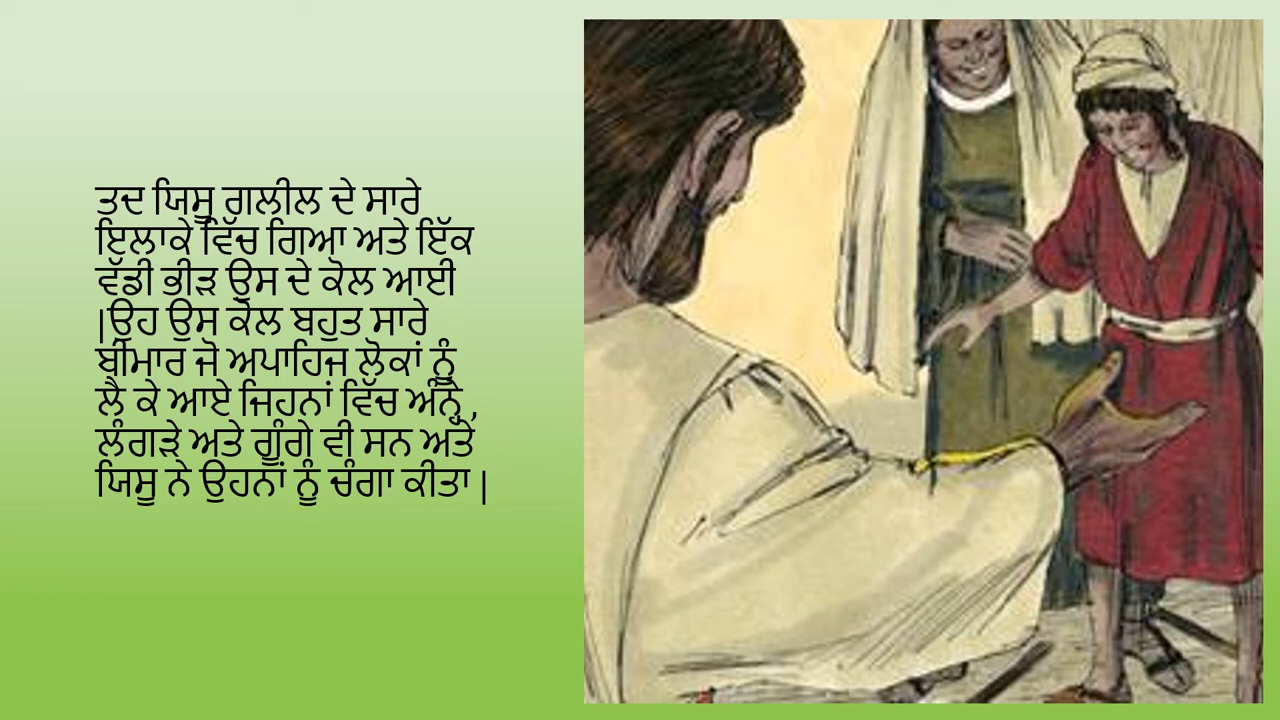 ਤਦ ਯਿਸੂ ਗਲੀਲ ਦੇ ਸਾਰੇ
ਇਲਾਕੇ ਵਿੱਚ ਗਿਆ ਅਤੇ ਇੱਕ
ਵੱਡੀ ਭੀੜ ਉਸ ਦੇ ਕੋਲ ਆਈ
|ਉਹ ਉਸ ਕੋਲ ਬਹੁਤ ਸਾਰੇ
ਬੀਮਾਰ ਜੋ ਅਪਾਹਿਜ ਲੋਕਾਂ ਨੂੰ
ਲੈ ਕੇ ਆਏ ਜਿਹਨਾਂ ਵਿੱਚ ਅੰਨ੍ਹੇ ,
ਲੰਗੜੇ ਅਤੇ ਗੂੰਗੇ ਵੀ ਸਨ ਅਤੇ
ਯਿਸੂ ਨੇ ਉਹਨਾਂ ਨੂੰ ਚੰਗਾ ਕੀਤਾ |